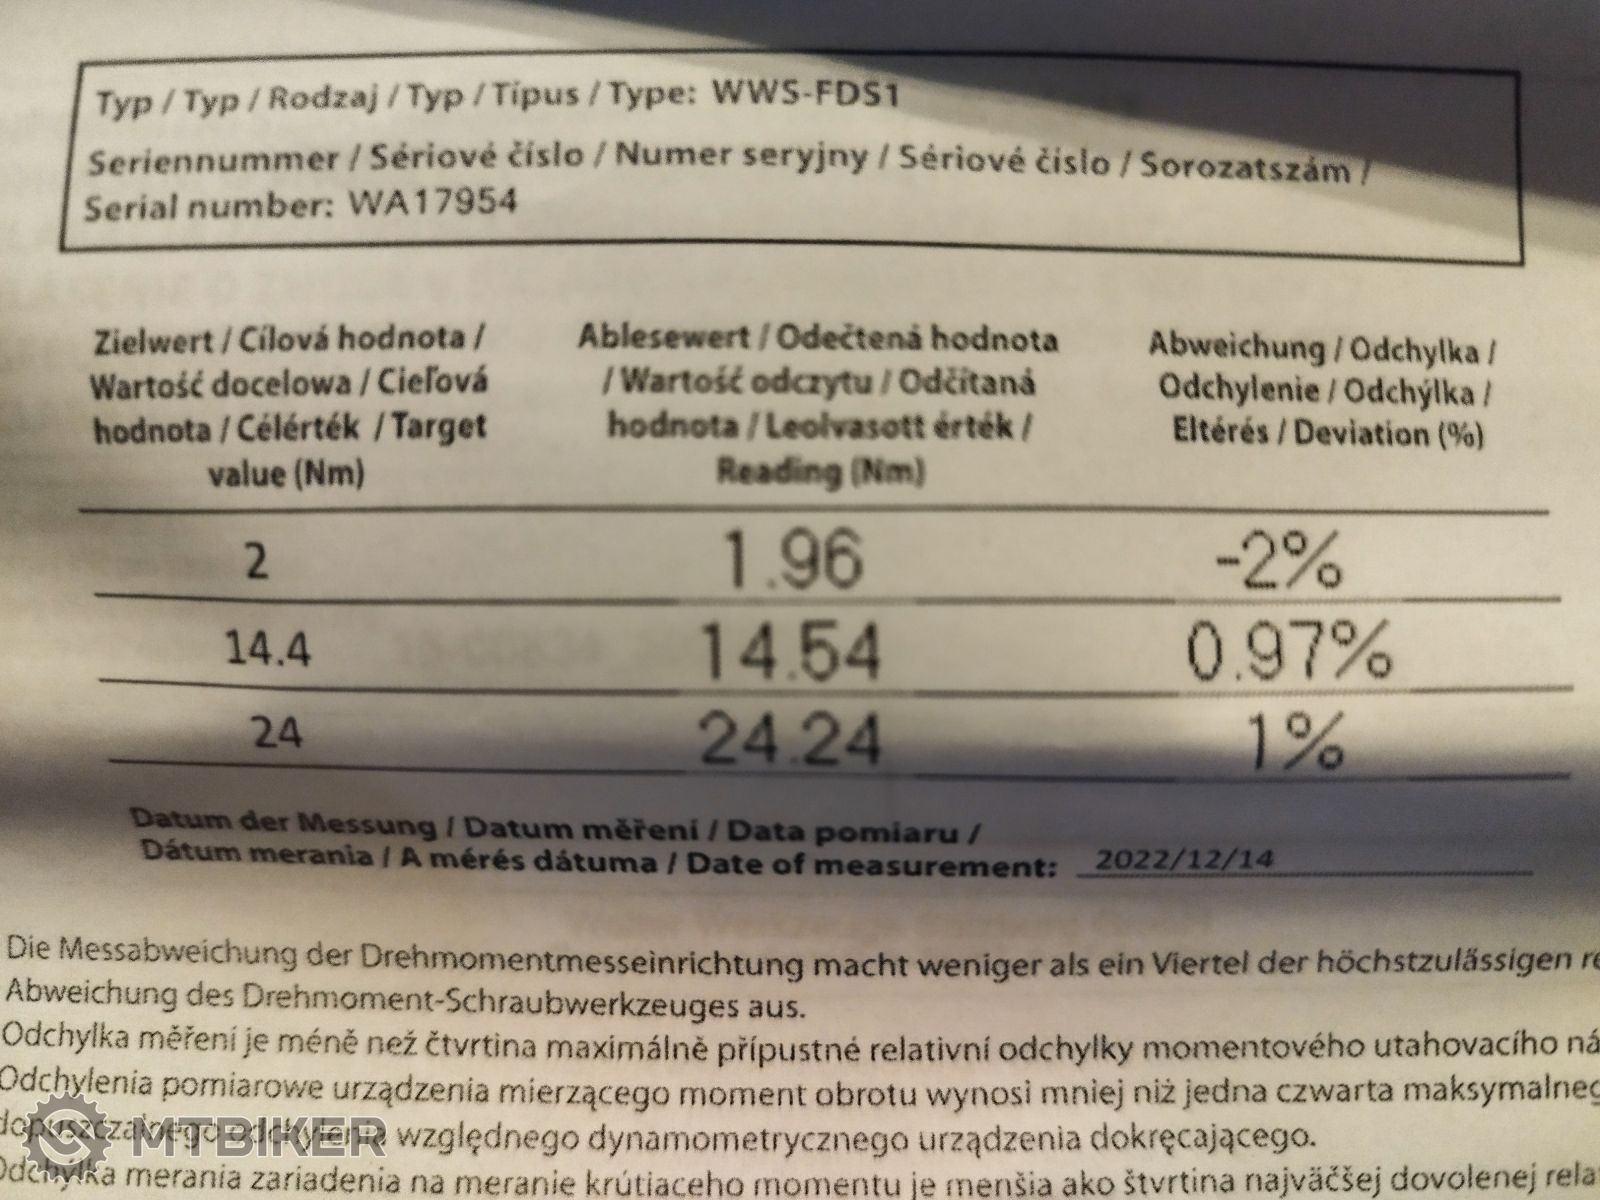 Typ / Typ / Rodzaj / Typ / Típus / Type: WWS-FDS1
Seriennummer / Sériové číslo / Numer seryjny / Sériové číslo / Sorozatszám /
Serial number: WA17954
Zielwert / Cílová hodnota /
Wartość docelowa / Cieľová
hodnota / Célérték / Target
value (Nm)
Ablesewert / Odečtená hodnota
/ Wartość odczytu / Odčítaná
hodnota / Leolvasott érték /
Reading (Nm)
Abweichung / Odchylka /
Odchylenie / Odchýlka /
Eltérés / Deviation (%)
2 1.96 -2%
14.4 14.54 0.97%
24 24.24 1%
Datum der Messung / Datum měření / Data pomiaru /
Dátum merania / A mérés dátuma / Date of measurement: 2022/12/14
Die Messabweichung der Drehmomentmesseinrichtung macht weniger als ein Viertel der höchstzulässigen re
Abweichung des Drehmoment-Schraubwerkzeuges aus.
Odchylka měření je méně než čtvrtina maximálně přípustné relativní odchylky momentového utahovacího ná
Odchylenia pomiarowe urządzenia mierzącego moment obrotu wynosi mniej niż jedna czwarta maksymalneg
dopuszczalnego odchylenia względnego dynamometrycznego urządzenia dokręcającego.
MTBIKER
Odchýlka merania zariadenia na meranie krútiaceho momentu je menšia ako štvrtina najväčšej dovolenej rela